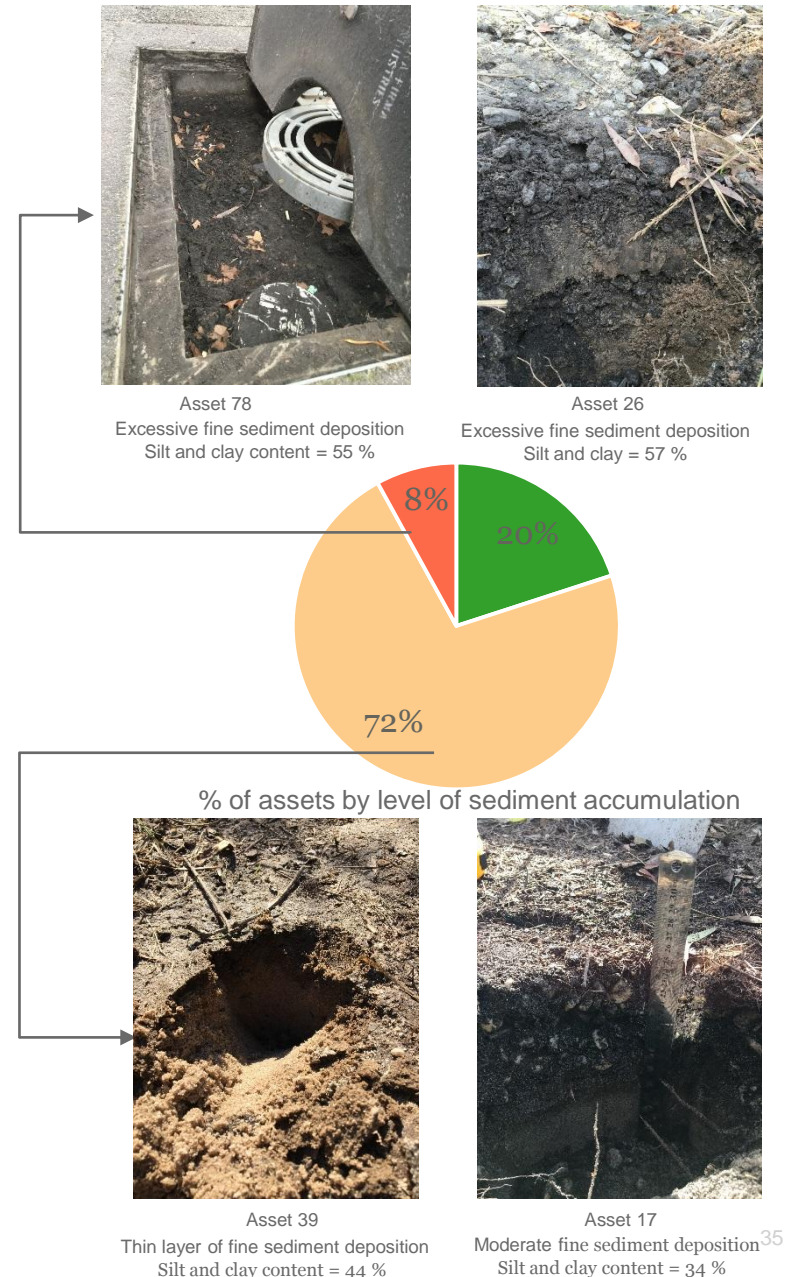 INDUSTRIES
Asset 78
Excessive fine sediment deposition
Silt and clay content = 55 %
Asset 26
Excessive fine sediment deposition
Silt and clay = 57 %
8%
20%
72%
% of assets by level of sediment accumulation
Asset 39
Thin layer of fine sediment deposition
Silt and clay content = 44 %
Asset 17
Moderate fine sediment deposition
Silt and clay content = 34 %
35